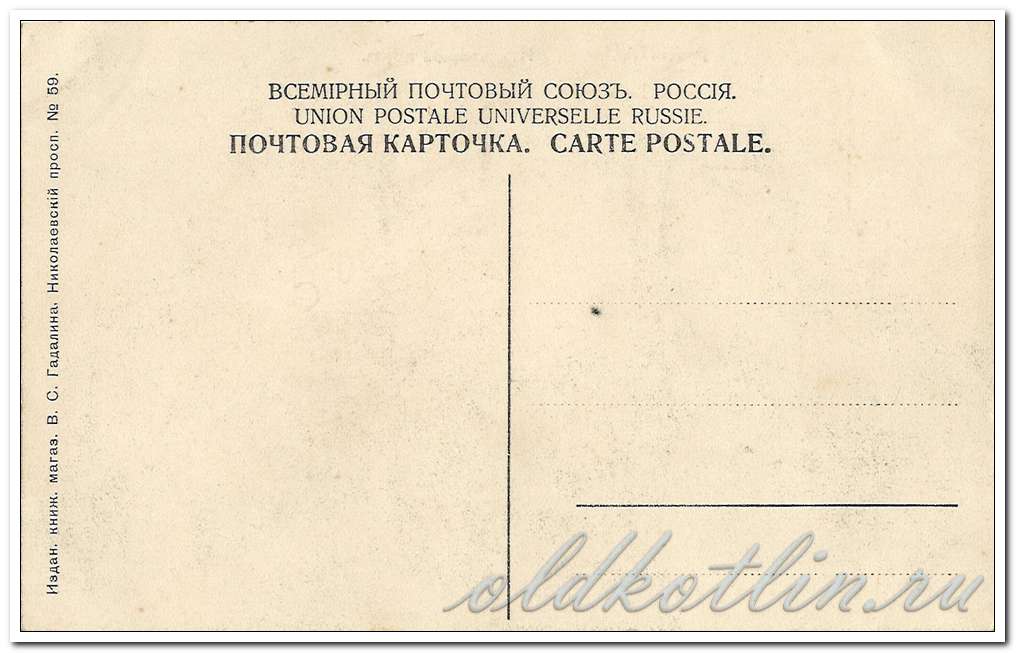 ВСЕМІРНЫЙ ПОЧТОВЫЙ СОЮЗЪ. РОССІЯ.
UNION POSTALE UNIVERSELLE RUSSIE.
ПОЧТОВАЯ КАРТОЧКА. CARTE POSTALE.
Издан. книж. магаз. В. С. Гадалина, Николаевскій просп. № 59.
oldkotlin.ru